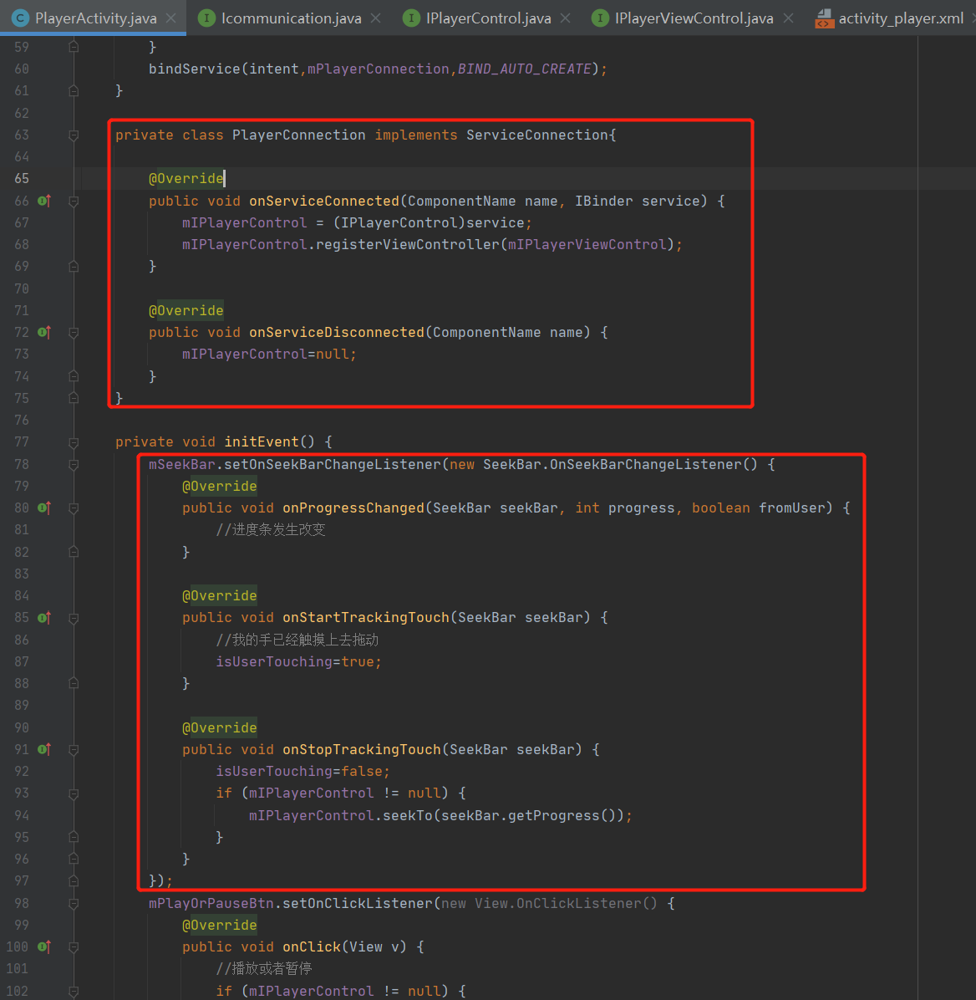 PlayerActivity.java Icommunication.java IPlayerControl.java IPlayerViewControl.java activity_player.xml
59 }
60 bindService(intent,mPlayerConnection,BIND_AUTO_CREATE);
61 }
62
63 private class PlayerConnection implements ServiceConnection{
64
65 @Override
66 public void onServiceConnected(ComponentName name, IBinder service) {
67 mIPlayerControl = (IPlayerControl)service;
68 mIPlayerControl.registerViewController(mIPlayerViewControl);
69 }
70
71 @Override
72 public void onServiceDisconnected(ComponentName name) {
73 mIPlayerControl=null;
74 }
75 }
76
77 private void initEvent() {
78 mSeekBar.setOnSeekBarChangeListener(new SeekBar.OnSeekBarChangeListener() {
79 @Override
80 public void onProgressChanged(SeekBar seekBar, int progress, boolean fromUser) {
81 //进度条发生改变
82 }
83
84 @Override
85 public void onStartTrackingTouch(SeekBar seekBar) {
86 //我的手已经触摸上去拖动
87 isUserTouching=true;
88 }
89
90 @Override
91 public void onStopTrackingTouch(SeekBar seekBar) {
92 isUserTouching=false;
93 if (mIPlayerControl != null) {
94 mIPlayerControl.seekTo(seekBar.getProgress());
95 }
96 }
97 });
98 mPlayOrPauseBtn.setOnClickListener(new View.OnClickListener() {
99 @Override
100 public void onClick(View v) {
101 //播放或者暂停
102 if (mIPlayerControl != null) {